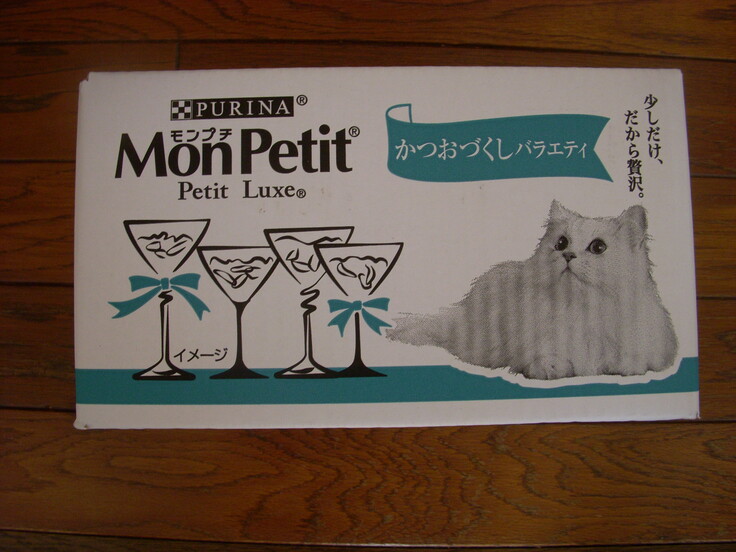 PURINA®
モンプチ
MonPetit®
Petit Luxe®
かつおづくしバラエティ
少しだけ、
だから贅沢。
イメージ